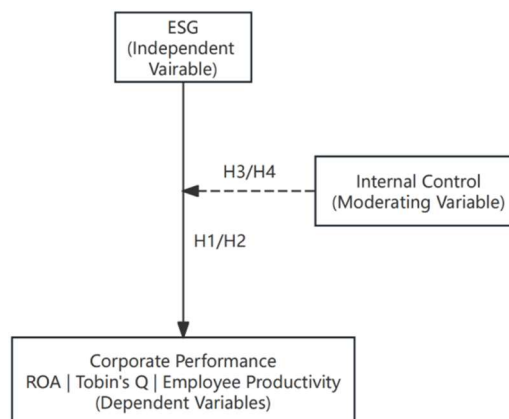 ESG
(Independent
Vairable)
H3/H4
Internal Control
(Moderating Variable)
H1/H2
Corporate Performance
ROA | Tobin's Q | Employee Productivity
(Dependent Variables)